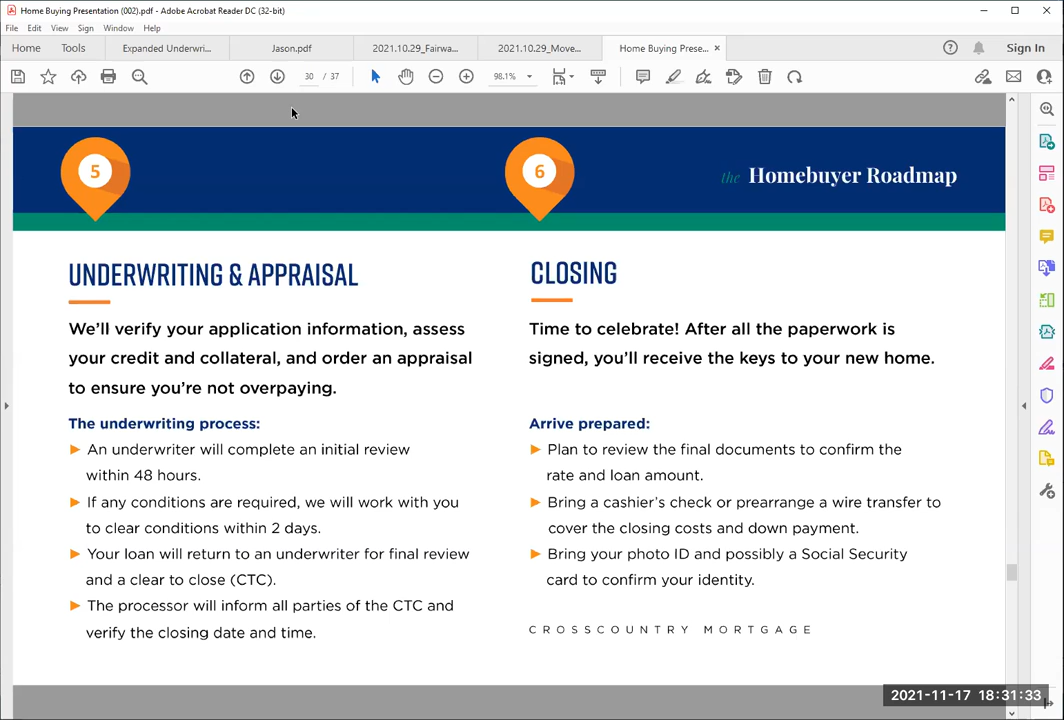 Home Buying Presentation (002).pdf - Adobe Acrobat Reader DC (32-bit)
File Edit View Sign Window Help
Home Tools Expanded Underwri... Jason.pdf 2021.10.29_Fairwa... 2021.10.29_Move... Home Buying Prese... × Sign In
30 / 37 98.1%
5
6
the Homebuyer Roadmap
UNDERWRITING & APPRAISAL
We'll verify your application information, assess
your credit and collateral, and order an appraisal
to ensure you're not overpaying.
The underwriting process:
► An underwriter will complete an initial review
within 48 hours.
► If any conditions are required, we will work with you
to clear conditions within 2 days.
► Your loan will return to an underwriter for final review
and a clear to close (CTC).
► The processor will inform all parties of the CTC and
verify the closing date and time.
CLOSING
Time to celebrate! After all the paperwork is
signed, you'll receive the keys to your new home.
Arrive prepared:
► Plan to review the final documents to confirm the
rate and loan amount.
► Bring a cashier's check or prearrange a wire transfer to
cover the closing costs and down payment.
► Bring your photo ID and possibly a Social Security
card to confirm your identity.
CROSSCOUNTRY MORTGAGE
2021-11-17 18:31:33